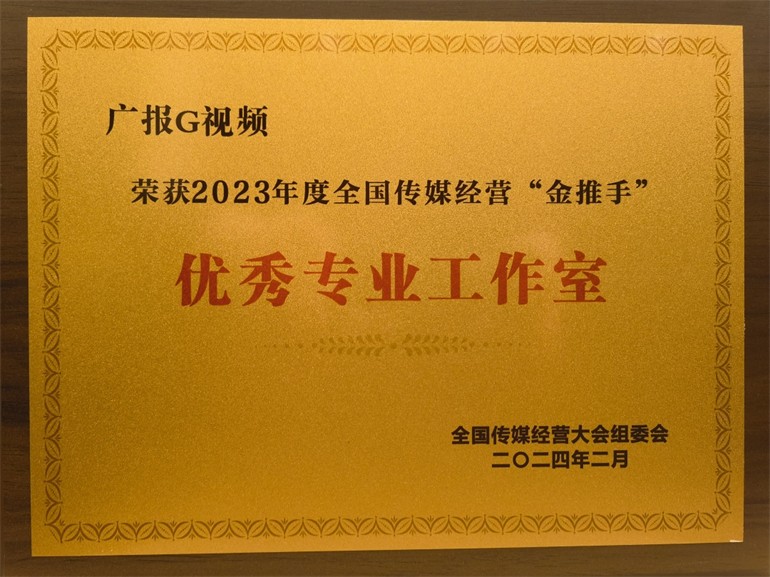 广报G视频
荣获2023年度全国传媒经营“金推手”
优秀专业工作室
全国传媒经营大会组委会
二〇二四年二月